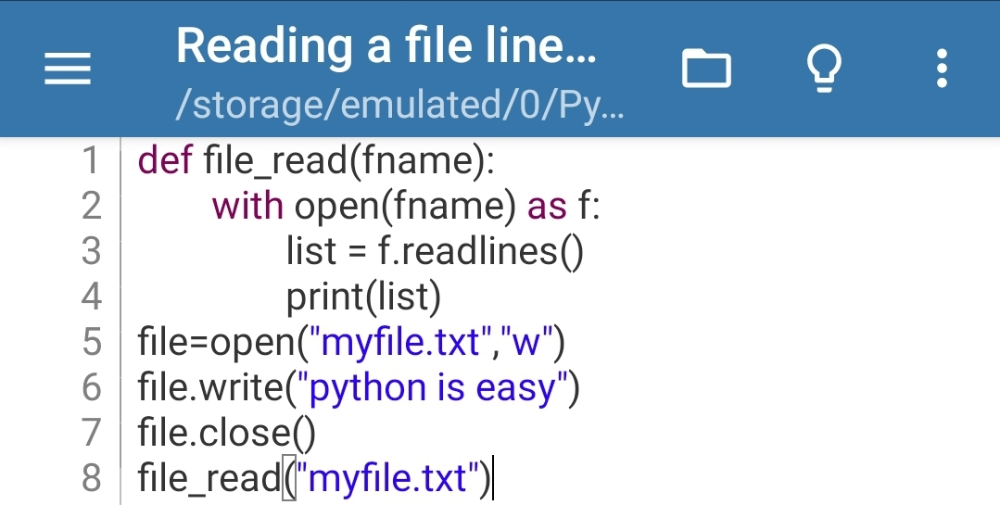 Reading a file line...
/storage/emulated/0/Py...
1 def file_read(fname):
2 with open(fname) as f:
3 list = f.readlines()
4 print(list)
5 file=open("myfile.txt","w")
6 file.write("python is easy")
7 file.close()
8 file_read("myfile.txt")